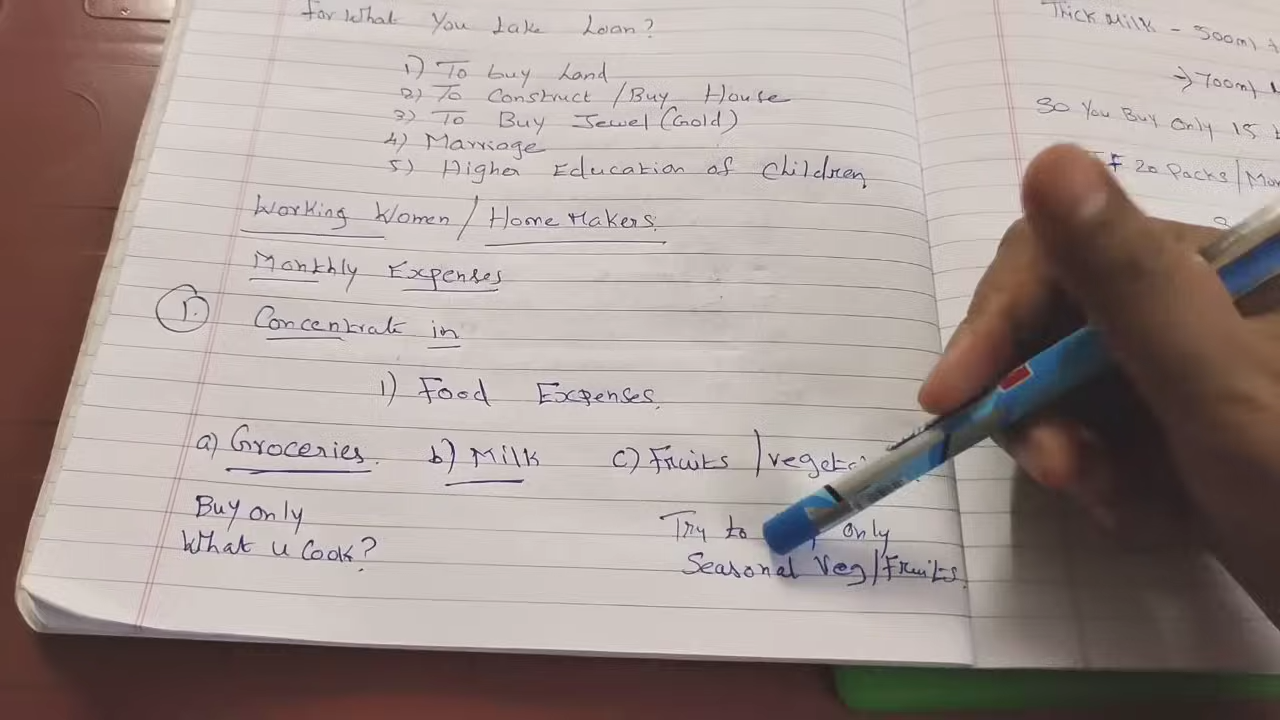 For What You take Loan?
1) To buy Land
2) To Construct / Buy House
3) To Buy Jewel (Gold)
4) Marriage
5) Higher Education of Children
Working Women / Home Makers.
Monthly Expenses
1. Concentrate in
1) Food Expenses.
a) Groceries. b) Milk c) Fruits /
Buy only
What u Cook?
Try to only
Seasonal Veg/Fruits.
Thick Milk - 500ml
→ 700ml
So You Buy Only 15
If 20 Packs/